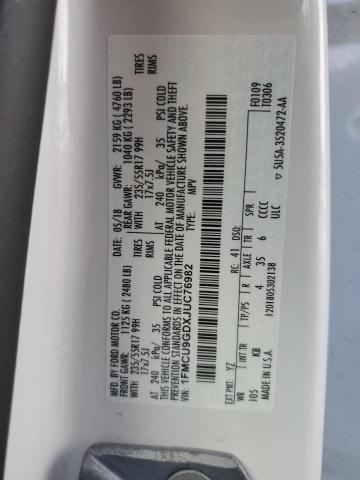 MFD. BY FORD MOTOR CO.
DATE: 05/18 GVWR: 2159 KG ( 4760 LB)
FRONT GAWR: 1125 KG (2480 LB) REAR GAWR: 1040 KG ( 2293 LB)
WITH 235/55R17 99H TIRES WITH 235/55R17 99H TIRES
17x7.5J RIMS 17x7.5J RIMS
AT 240 kPa/ 35 PSI COLD AT 240 kPa/ 35 PSI COLD
THIS VEHICLE CONFORMS TO ALL APPLICABLE FEDERAL MOTOR VEHICLE SAFETY AND THEFT
PREVENTION STANDARDS IN EFFECT ON THE DATE OF MANUFACTURE SHOWN ABOVE.
VIN: 1FMCU9GDXJUC76982
TYPE: MPV
F0109
T0306
EXT PNT: YZ RC: 41 DSO:
WB INT TR TP/PS R AXLE TR SPR
105 KB 4 35 6 CCCC
ULC
1201805302138
5U5A-3520472-AA